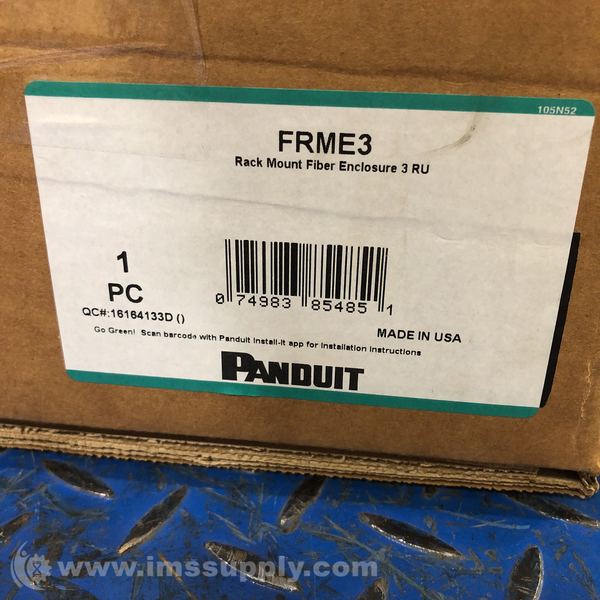 105N52
FRME3
Rack Mount Fiber Enclosure 3 RU
1
PC
0 74983 85485 1
QC#:16164133D ()
MADE IN USA
Go Green! Scan barcode with Panduit Install-It app for Installation Instructions
PANDUIT
www.imssupply.com